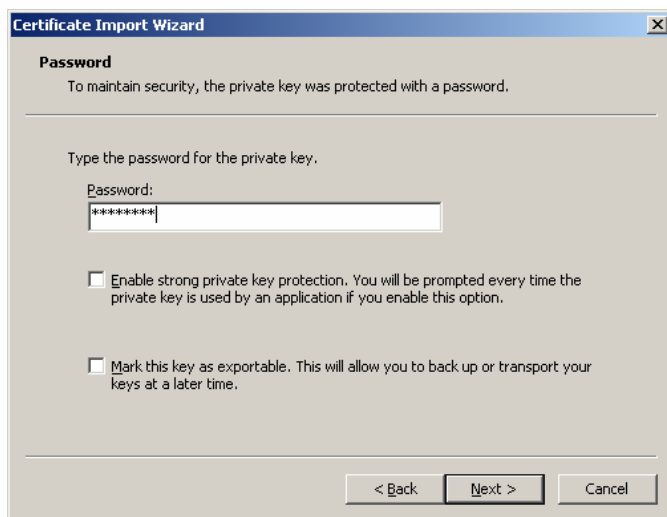 Certificate Import Wizard
Password
To maintain security, the private key was protected with a password.
Type the password for the private key.
Password:
********
Enable strong private key protection. You will be prompted every time the
private key is used by an application if you enable this option.
Mark this key as exportable. This will allow you to back up or transport your
keys at a later time.
< Back Next > Cancel